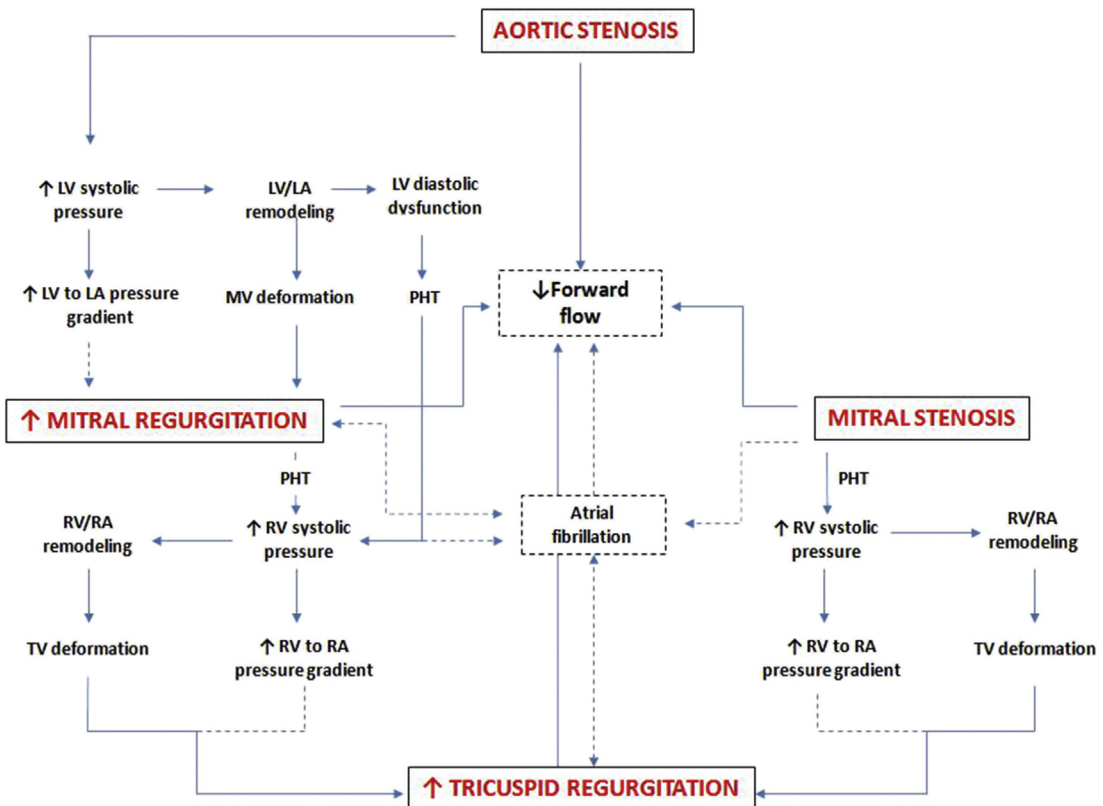 AORTIC STENOSIS
↑ LV systolic
pressure
LV/LA
remodeling
LV diastolic
dysfunction
↑ LV to LA pressure
gradient
MV deformation
PHT
↓Forward
flow
↑ MITRAL REGURGITATION
MITRAL STENOSIS
PHT
PHT
RV/RA
remodeling
↑ RV systolic
pressure
Atrial
fibrillation
↑ RV systolic
pressure
RV/RA
remodeling
TV deformation
↑ RV to RA
pressure gradient
↑ RV to RA
pressure gradient
TV deformation
↑ TRICUSPID REGURGITATION